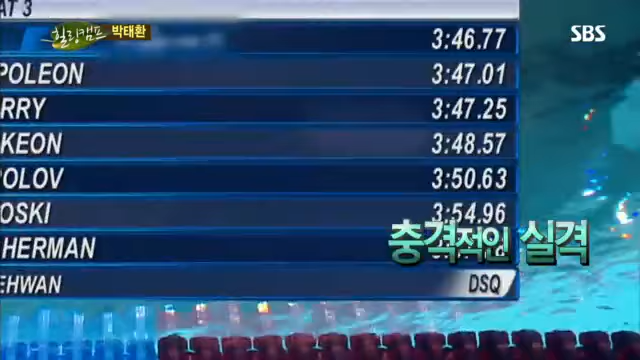 AT 3
힐링캠프 박태환
SBS
3:46.77
POLEON 3:47.01
RRY 3:47.25
KEON 3:48.57
OLOV 3:50.63
OSKI 3:54.96
HERMAN
EHWAN DSQ
충격적인 실격